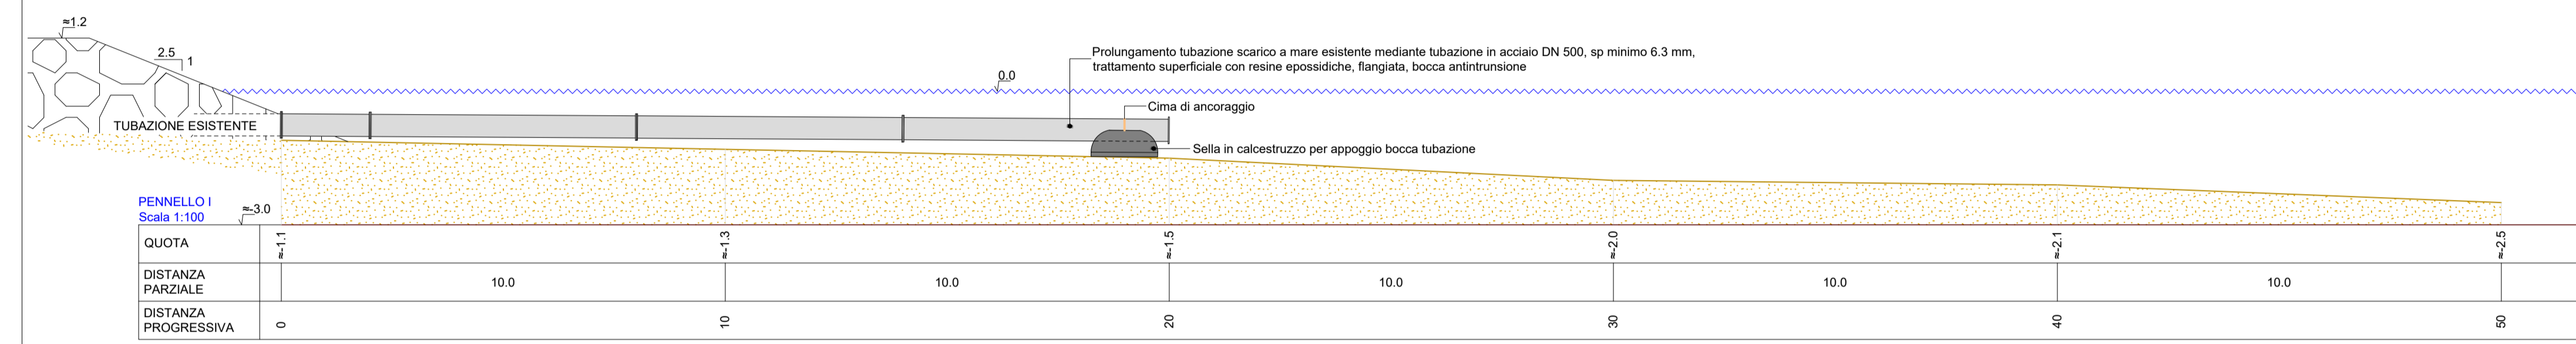 ≈1.2
2.5
1
Prolungamento tubazione scarico a mare esistente mediante tubazione in acciaio DN 500, sp minimo 6.3 mm,
trattamento superficiale con resine epossidiche, flangiata, bocca antintrunsione
0.0
Cima di ancoraggio
TUBAZIONE ESISTENTE
Sella in calcestruzzo per appoggio bocca tubazione
PENNELLO I
Scala 1:100
≈-3.0
QUOTA ≈-1.1 ≈-1.3 ≈-1.5 ≈-2.0 ≈-2.1 ≈-2.5
DISTANZA
PARZIALE
10.0 10.0 10.0 10.0 10.0
DISTANZA
PROGRESSIVA
0 10 20 30 40 50